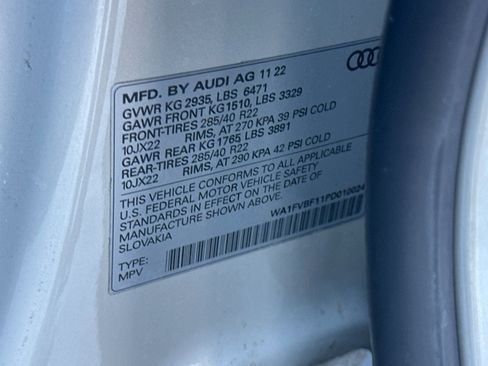 MFD. BY AUDI AG 11 22
GVWR KG 2935, LBS 6471
GAWR FRONT KG1510, LBS 3329
FRONT-TIRES 285/40 R22
10JX22 RIMS, AT 270 KPA 39 PSI COLD
GAWR REAR KG 1765 LBS 3891
REAR-TIRES 285/40 R22
10JX22 RIMS, AT 290 KPA 42 PSI COLD
THIS VEHICLE CONFORMS TO ALL APPLICABLE
U.S. FEDERAL MOTOR VEHICLE SAFETY
STANDARDS IN EFFECT ON THE DATE OF
MANUFACTURE SHOWN ABOVE.
SLOVAKIA
WA1FVBF11PD010024
TYPE:
MPV